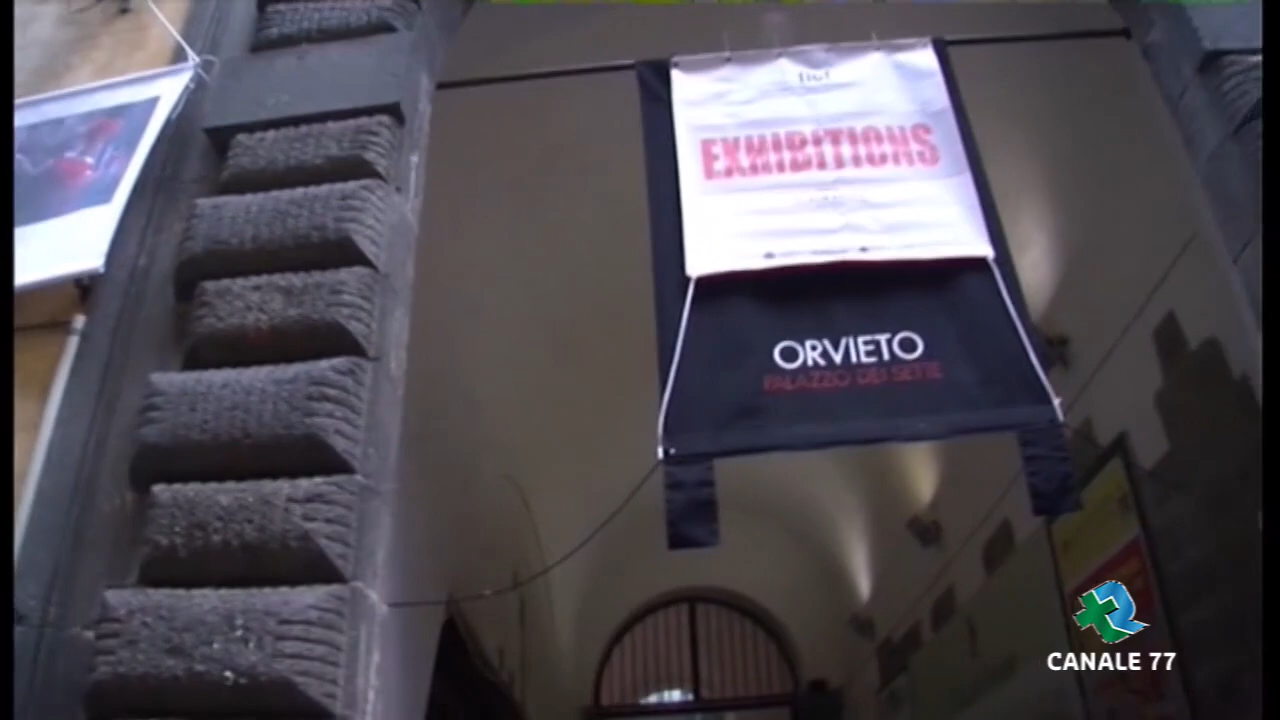 EXHIBITIONS
ORVIETO
PALAZZO DEI SETTE
CANALE 77